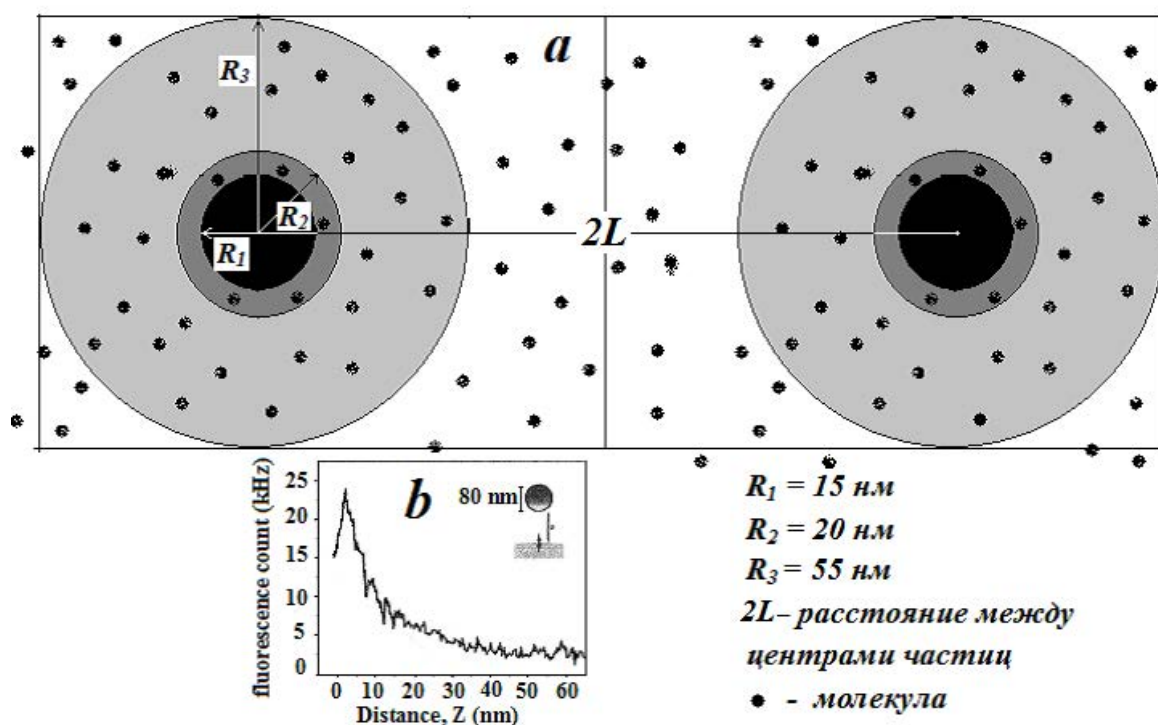 a
R₃
R₂
R₁
2L
b
fluorescence count (kHz)
25
20
15
10
5
0
80 nm
0 10 20 30 40 50 60
Distance, Z (nm)
R₁ = 15 нм
R₂ = 20 нм
R₃ = 55 нм
2L – расстояние между
центрами частиц
- молекула